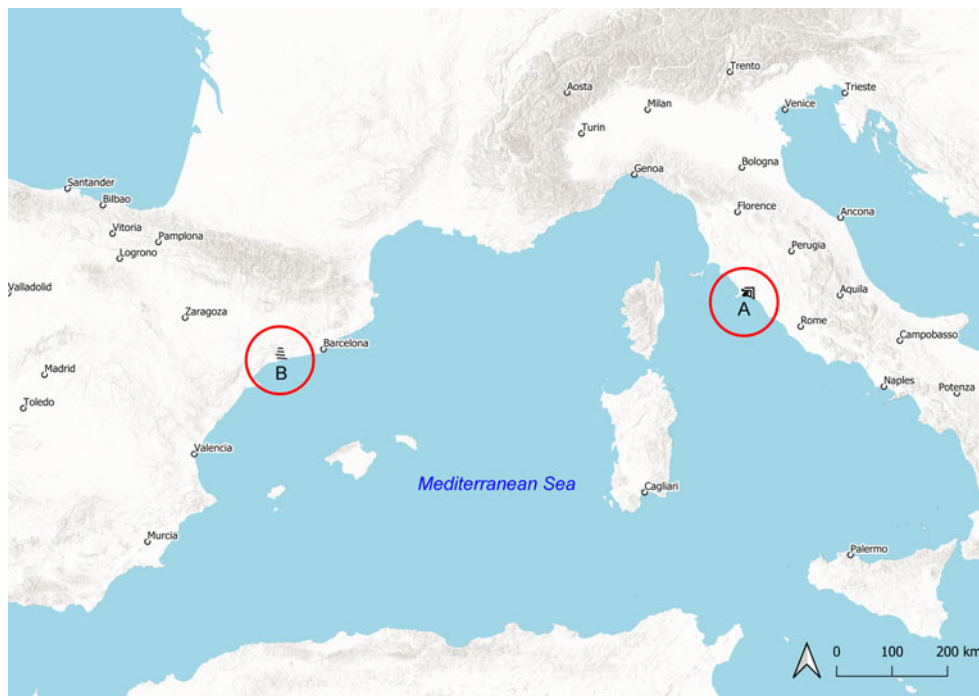 Trento
Aosta
Milan
Venice
Trieste
Turin
Bologna
Genoa
Santander
Bilbao
Florence
Ancona
Vitoria
Pamplona
Logrono
Perugia
Valladolid
Aquila
A
Zaragoza
Rome
Barcelona
Campobasso
B
Madrid
Naples
Potenza
Toledo
Valencia
Mediterranean Sea
Cagliari
Murcia
Palermo
0 100 200 km